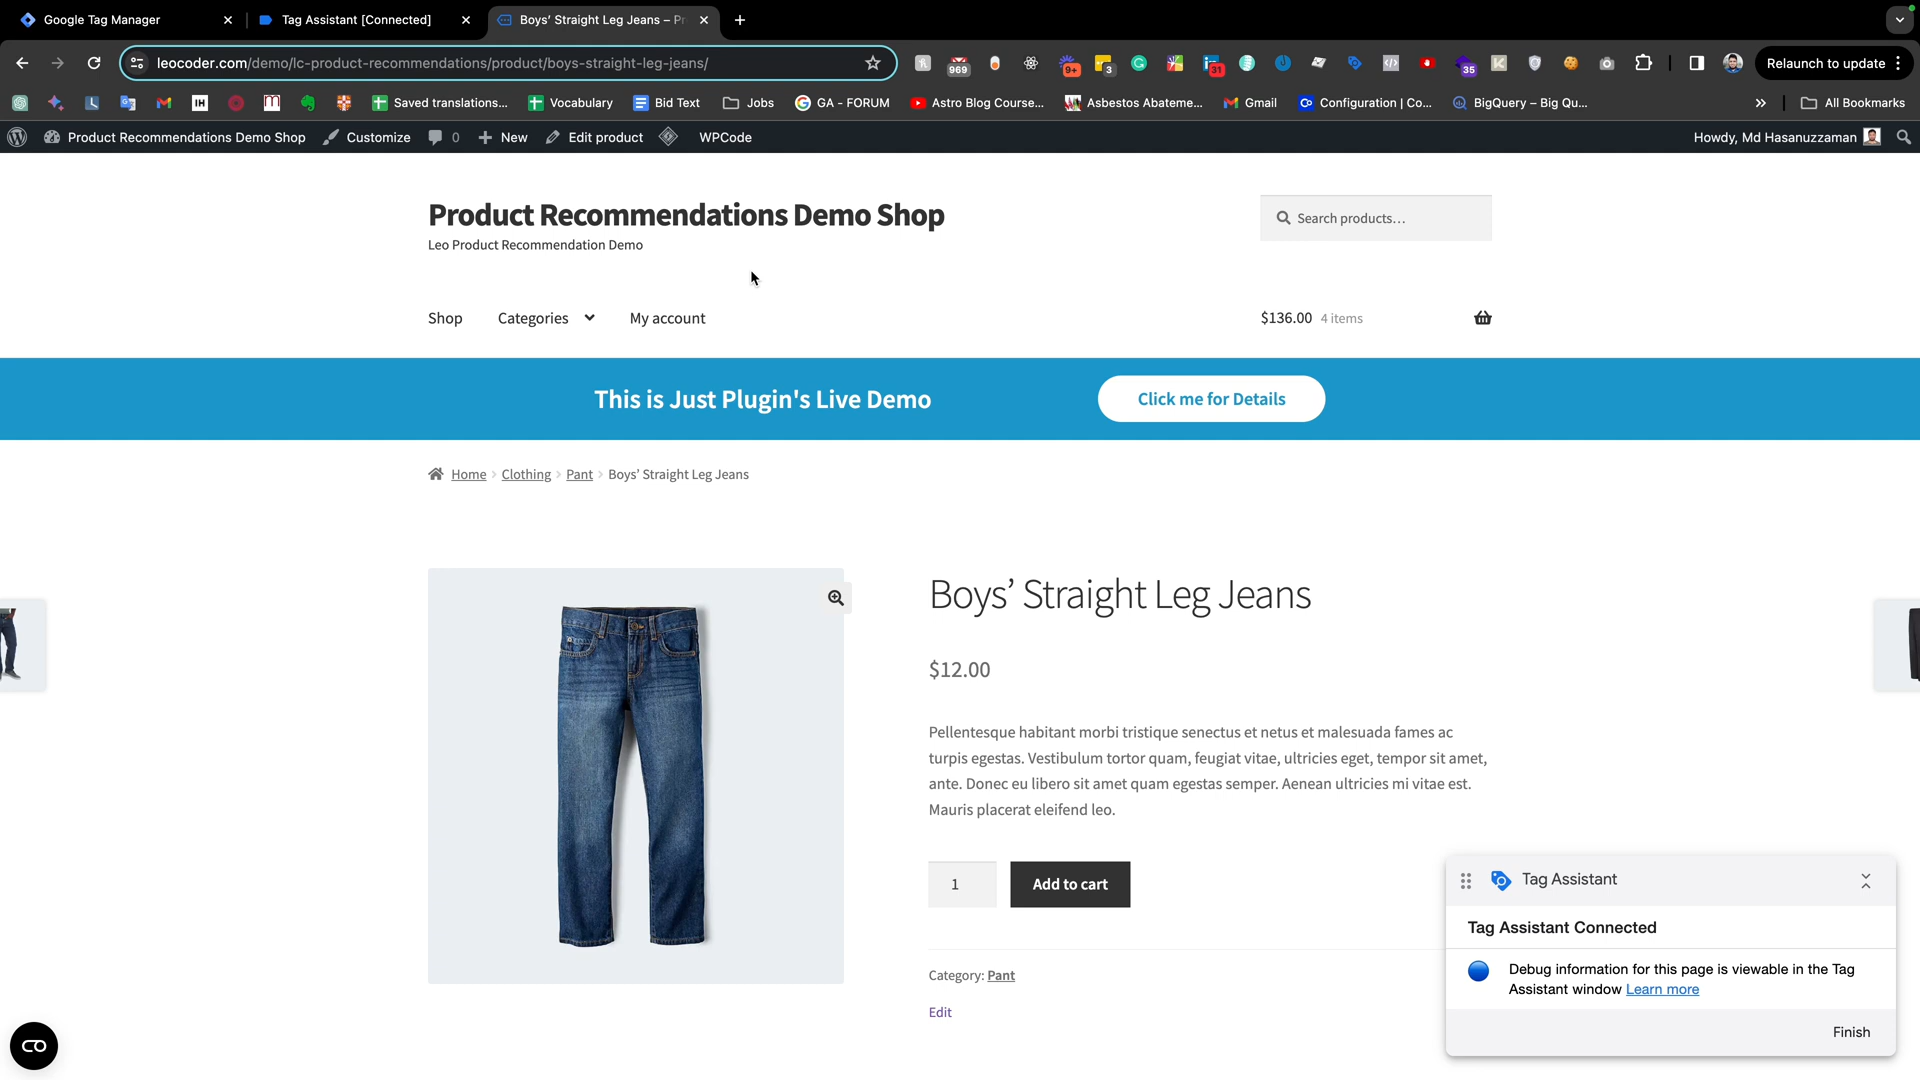 Google Tag Manager
Tag Assistant [Connected]
Boys' Straight Leg Jeans – Pr
leocoder.com/demo/lc-product-recommendations/product/boys-straight-leg-jeans/
969
9+
3
31
35
Relaunch to update
IH
Saved translations...
Vocabulary
Bid Text
Jobs
GA - FORUM
Astro Blog Course...
Asbestos Abateme...
Gmail
Configuration | Co...
BigQuery – Big Qu...
All Bookmarks
Product Recommendations Demo Shop
Customize
0
New
Edit product
WPCode
Howdy, Md Hasanuzzaman
Product Recommendations Demo Shop
Leo Product Recommendation Demo
Search products…
Shop
Categories
My account
$136.00 4 items
This is Just Plugin's Live Demo
Click me for Details
Home
Clothing
Pant
Boys’ Straight Leg Jeans
Boys’ Straight Leg Jeans
$12.00
Pellentesque habitant morbi tristique senectus et netus et malesuada fames ac
turpis egestas. Vestibulum tortor quam, feugiat vitae, ultricies eget, tempor sit amet,
ante. Donec eu libero sit amet quam egestas semper. Aenean ultricies mi vitae est.
Mauris placerat eleifend leo.
1
Add to cart
Category: Pant
Edit
Tag Assistant
Tag Assistant Connected
Debug information for this page is viewable in the Tag
Assistant window Learn more
Finish